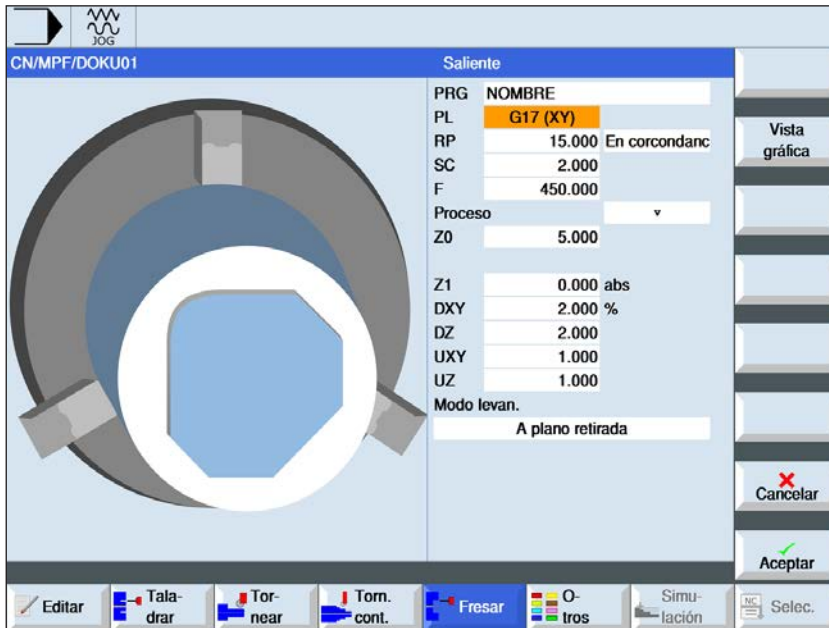 JOG
CN/MPF/DOKU01
Saliente
PRG NOMBRE
PL G17 (XY)
RP 15.000 En corcondanc
SC 2.000
F 450.000
Proceso ▿
Z0 5.000
Z1 0.000 abs
DXY 2.000 %
DZ 2.000
UXY 1.000
UZ 1.000
Modo levan.
A plano retirada
Vista
gráfica
Cancelar
Aceptar
Editar
Tala-
drar
Tor-
near
Torn.
cont.
Fresar
O-
tros
Simu-
lación
NC
Selec.